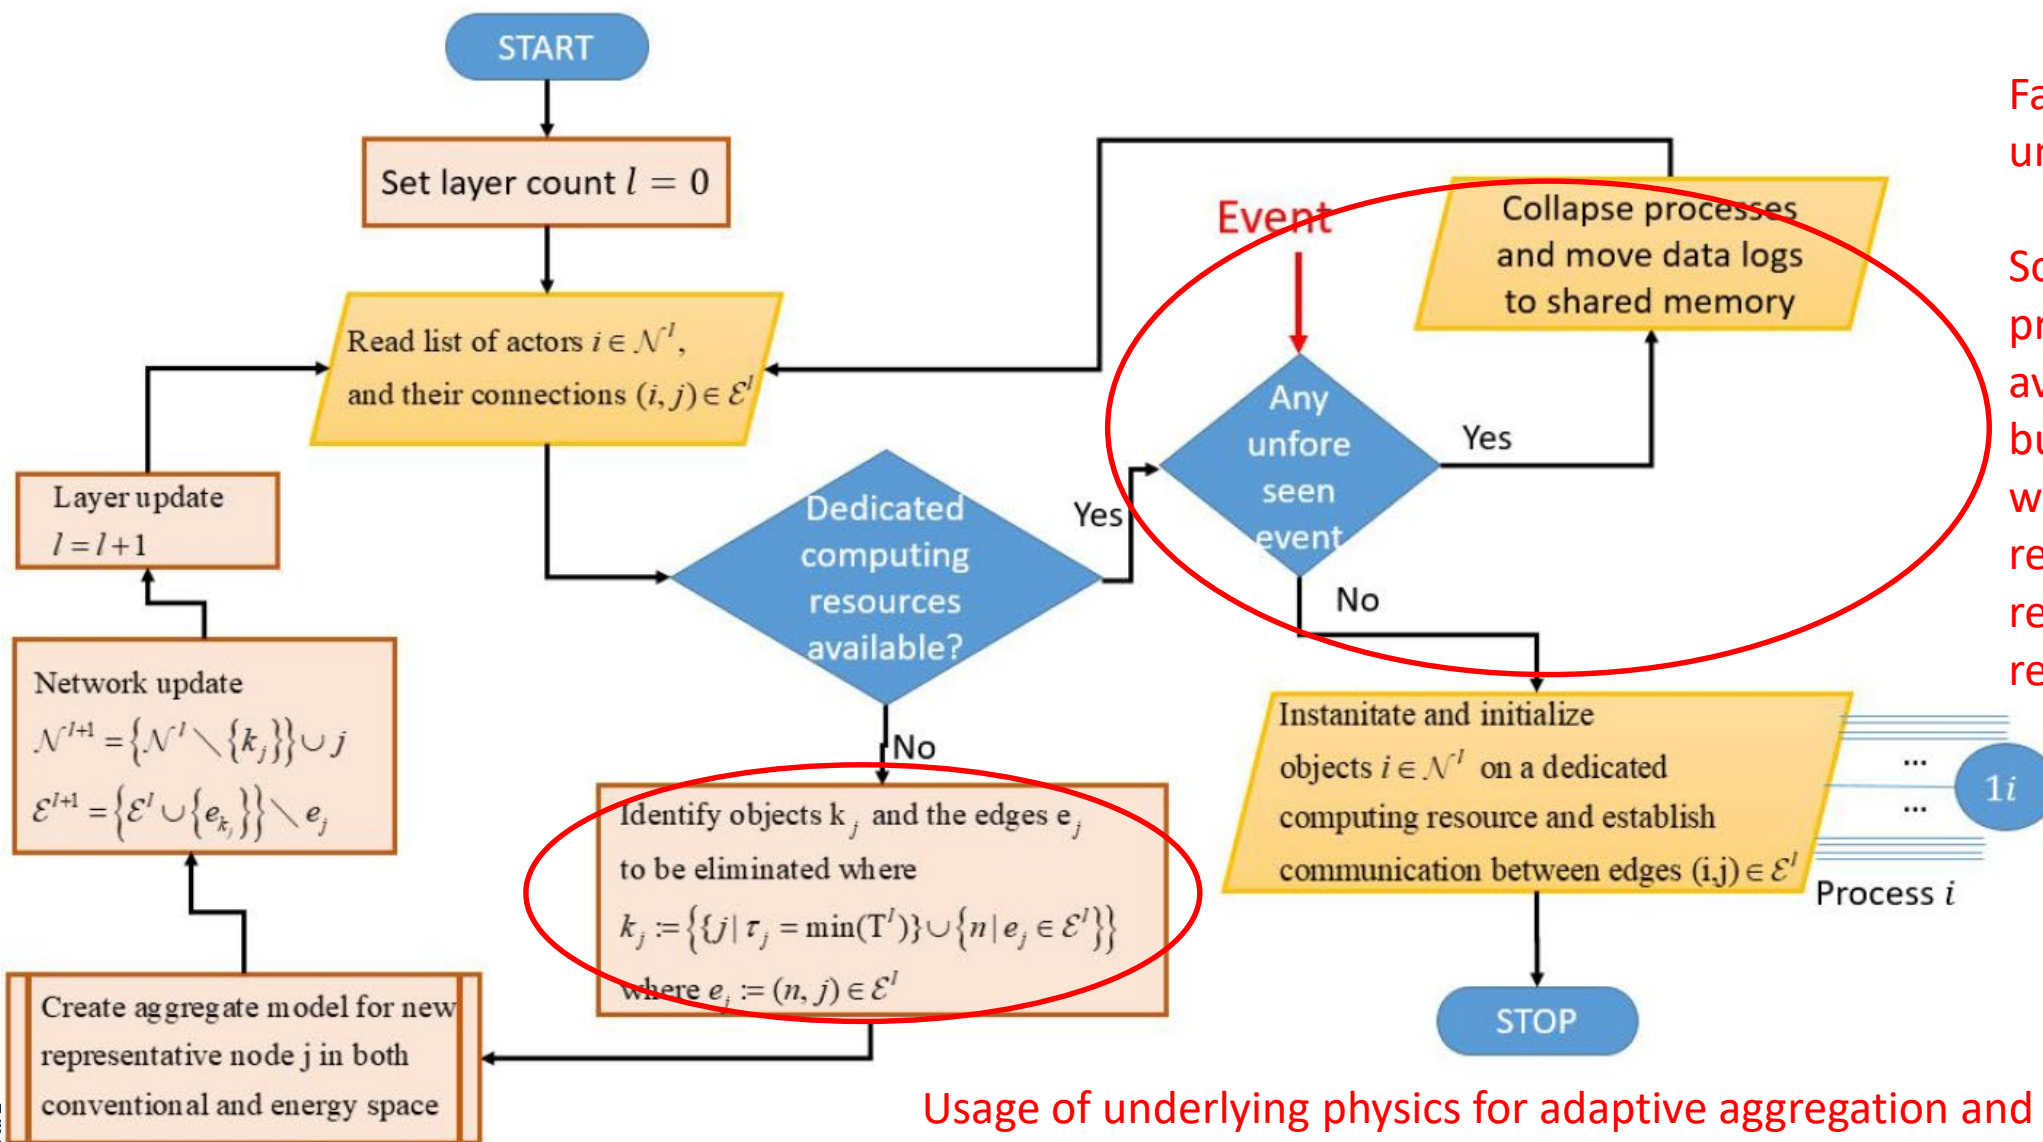 START
Set layer count l = 0
Read list of actors i ∈ 𝒩^l,
and their connections (i, j) ∈ ℰ^l
Layer update
l = l+1
Network update
𝒩^{l+1} = {𝒩^l \ {k_j}} ∪ j
ℰ^{l+1} = {ℰ^l ∪ {e_{k_j}}} \ e_j
Create aggregate model for new
representative node j in both
conventional and energy space
Dedicated
computing
resources
available?
Yes
No
Identify objects k_j and the edges e_j
to be eliminated where
k_j := {{j| τ_j = min(T^l)} ∪ {n| e_j ∈ ℰ^l}}
where e_j := (n, j) ∈ ℰ^l
Event
Any
unfore
seen
event
Yes
No
Collapse processes
and move data logs
to shared memory
Instanitate and initialize
objects i ∈ 𝒩^l on a dedicated
computing resource and establish
communication between edges (i,j) ∈ ℰ^l
...
...
1i
Process i
STOP
Usage of underlying physics for adaptive aggregation and